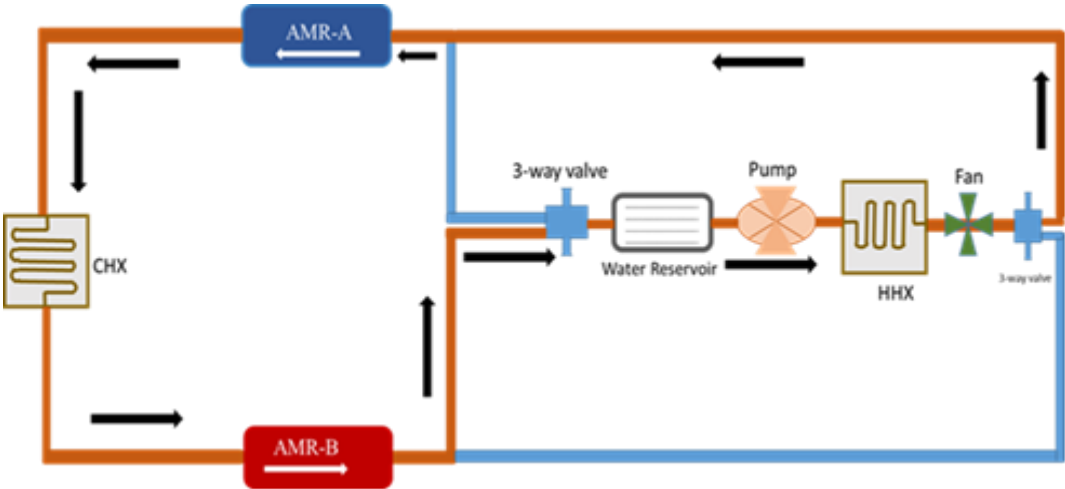 AMR-A
3-way valve
Pump
Fan
CHX
Water Reservoir
HHX
3-way valve
AMR-B